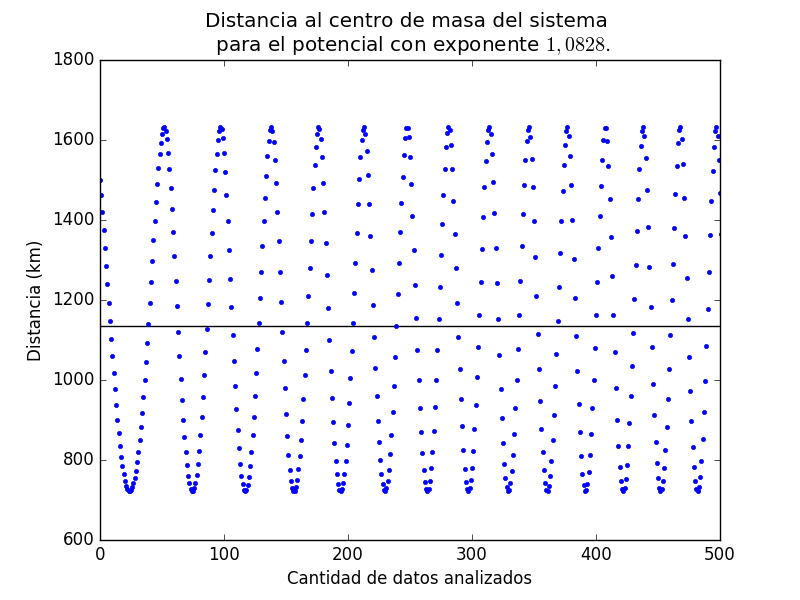 Distancia al centro de masa del sistema
para el potencial con exponente 1,0828.
1800
1600
1400
1200
1000
800
600
Distancia (km)
0 100 200 300 400 500
Cantidad de datos analizados